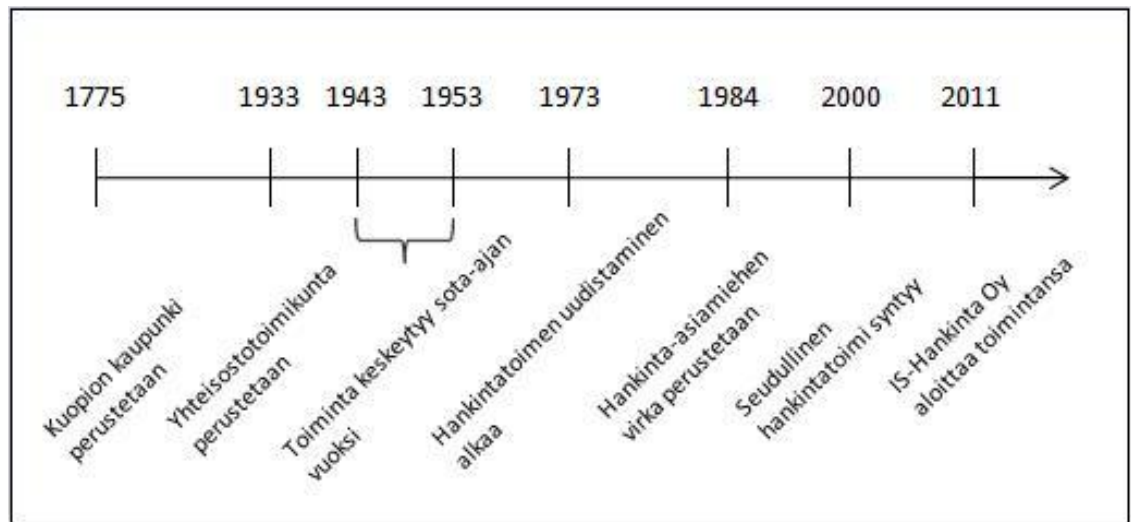 1775 1933 1943 1953 1973 1984 2000 2011
Kuopion kaupunki
perustetaan
Yhteisostotoimikunta
perustetaan
Toiminta keskeytyy sota-ajan
vuoksi
Hankintatoimen uudistaminen
alkaa
Hankinta-asiamiehen
virka perustetaan
Seudullinen
hankintatoimi syntyy
IS-Hankinta Oy
aloittaa toimintansa